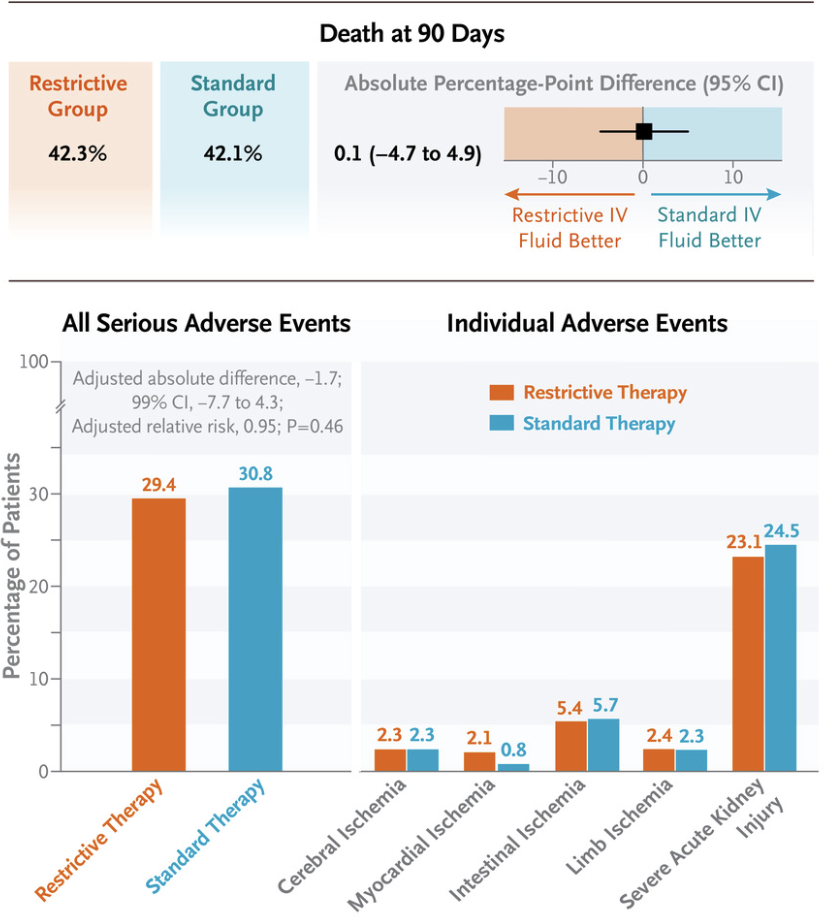 Death at 90 Days
Restrictive
Group
42.3%
Standard
Group
42.1%
Absolute Percentage-Point Difference (95% CI)
0.1 (−4.7 to 4.9)
−10
0
10
Restrictive IV
Fluid Better
Standard IV
Fluid Better
All Serious Adverse Events
Individual Adverse Events
Percentage of Patients
100
30
20
10
0
Adjusted absolute difference, −1.7;
99% CI, −7.7 to 4.3;
Adjusted relative risk, 0.95; P=0.46
Restrictive Therapy
Standard Therapy
29.4
30.8
2.3
2.3
2.1
0.8
5.4
5.7
2.4
2.3
23.1
24.5
Restrictive Therapy
Standard Therapy
Cerebral Ischemia
Myocardial Ischemia
Intestinal Ischemia
Limb Ischemia
Severe Acute Kidney
Injury